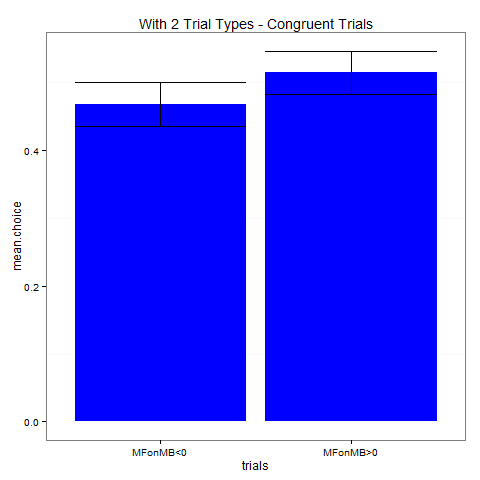 With 2 Trial Types - Congruent Trials
mean.choice
0.4
0.2
0.0
MFonMB<0 MFonMB>0
trials